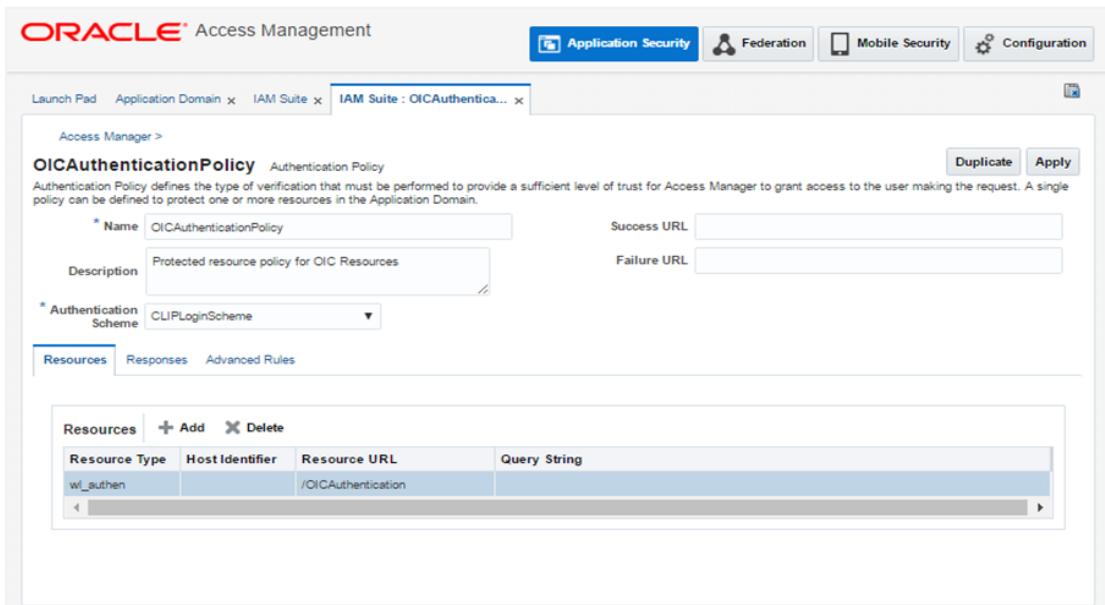 ORACLE® Access Management
Application Security
Federation
Mobile Security
Configuration
Launch Pad
Application Domain x
IAM Suite x
IAM Suite : OICAuthentica... x
Access Manager >
OICAuthenticationPolicy Authentication Policy
Duplicate
Apply
Authentication Policy defines the type of verification that must be performed to provide a sufficient level of trust for Access Manager to grant access to the user making the request. A single
policy can be defined to protect one or more resources in the Application Domain.
* Name OICAuthenticationPolicy
Success URL
Description Protected resource policy for OIC Resources
Failure URL
* Authentication
Scheme CLIPLoginScheme
Resources
Responses
Advanced Rules
Resources
Add
Delete
Resource Type Host Identifier Resource URL Query String
wl_authen /OICAuthentication